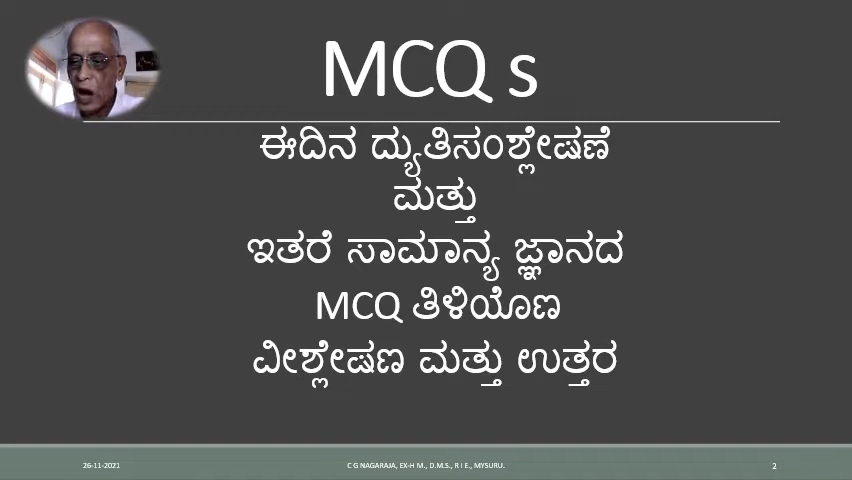 MCQ s
ಈದಿನ ದ್ಯುತಿಸಂಶ್ಲೇಷಣೆ
ಮತ್ತು
ಇತರೆ ಸಾಮಾನ್ಯ ಜ್ಞಾನದ
MCQ ತಿಳಿಯೊಣ
ವೀಶ್ಲೇಷಣ ಮತ್ತು ಉತ್ತರ
26-11-2021 C G NAGARAJA, EX-H M., D.M.S., R I E., MYSURU. 2